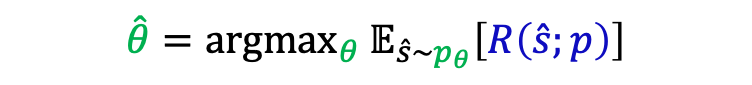 θ̂ = argmax_θ 𝔼_{ŝ~p_θ}[R(ŝ; p)]